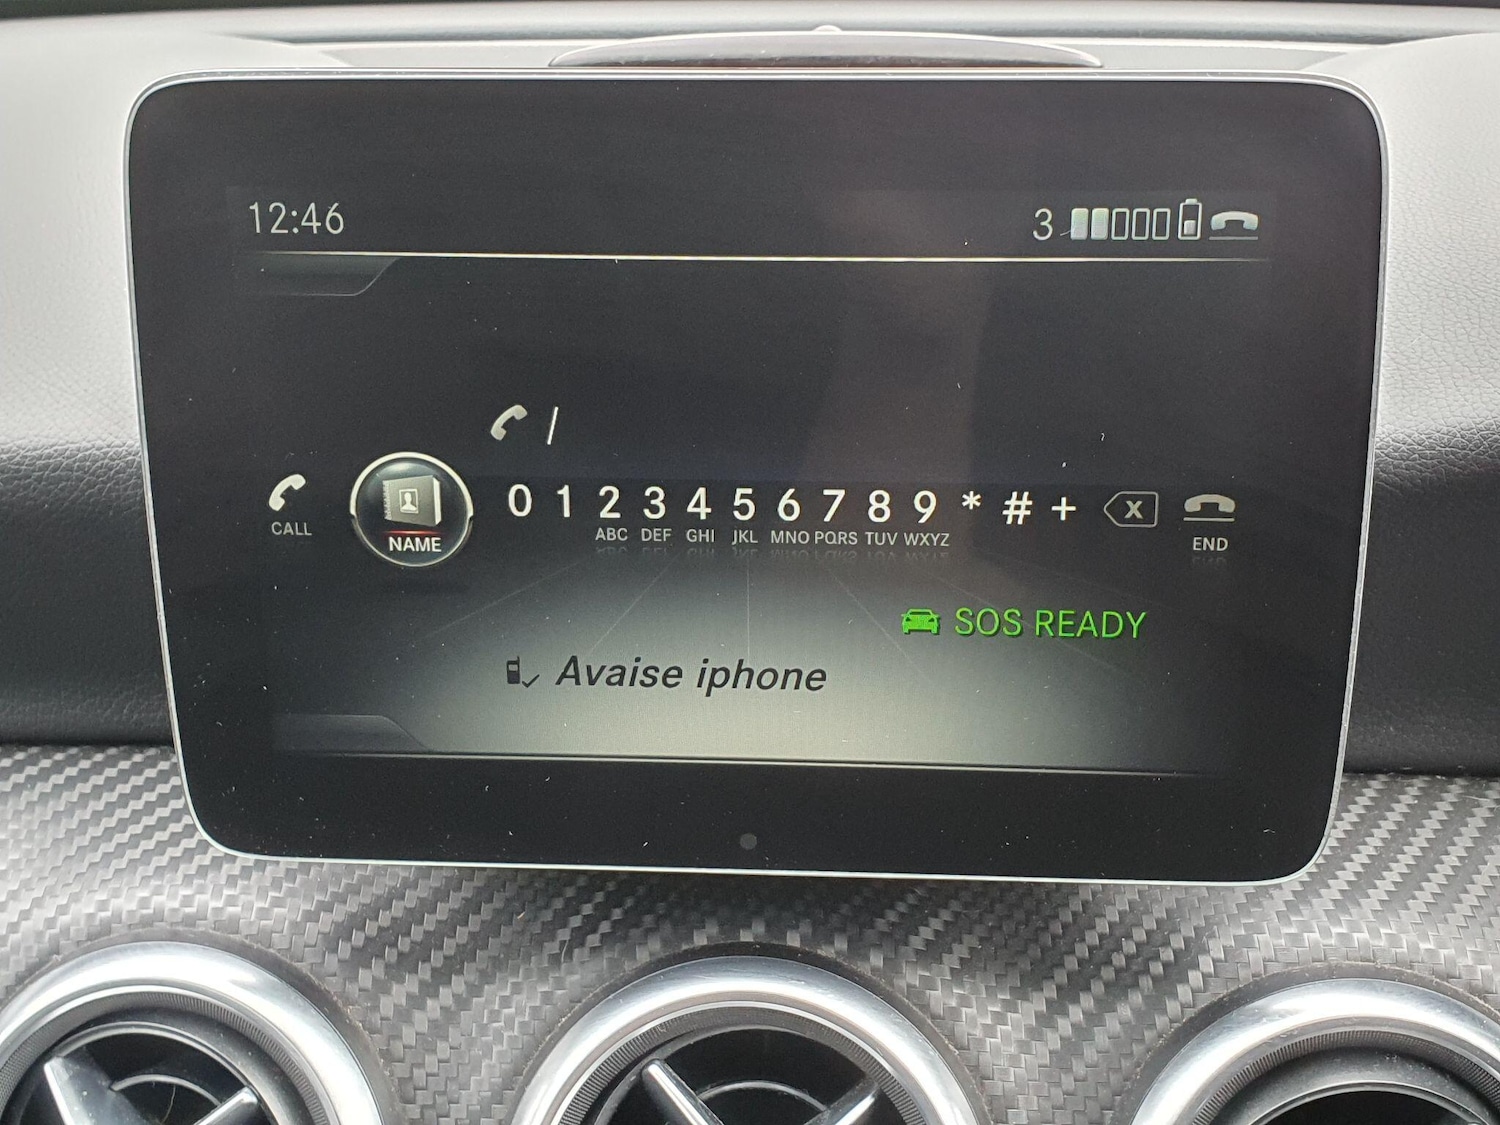 12:46
3
/
CALL
NAME
0 1 2 3 4 5 6 7 8 9 * # +
ABC DEF GHI JKL MNO PQRS TUV WXYZ
X
END
SOS READY
Avaise iphone